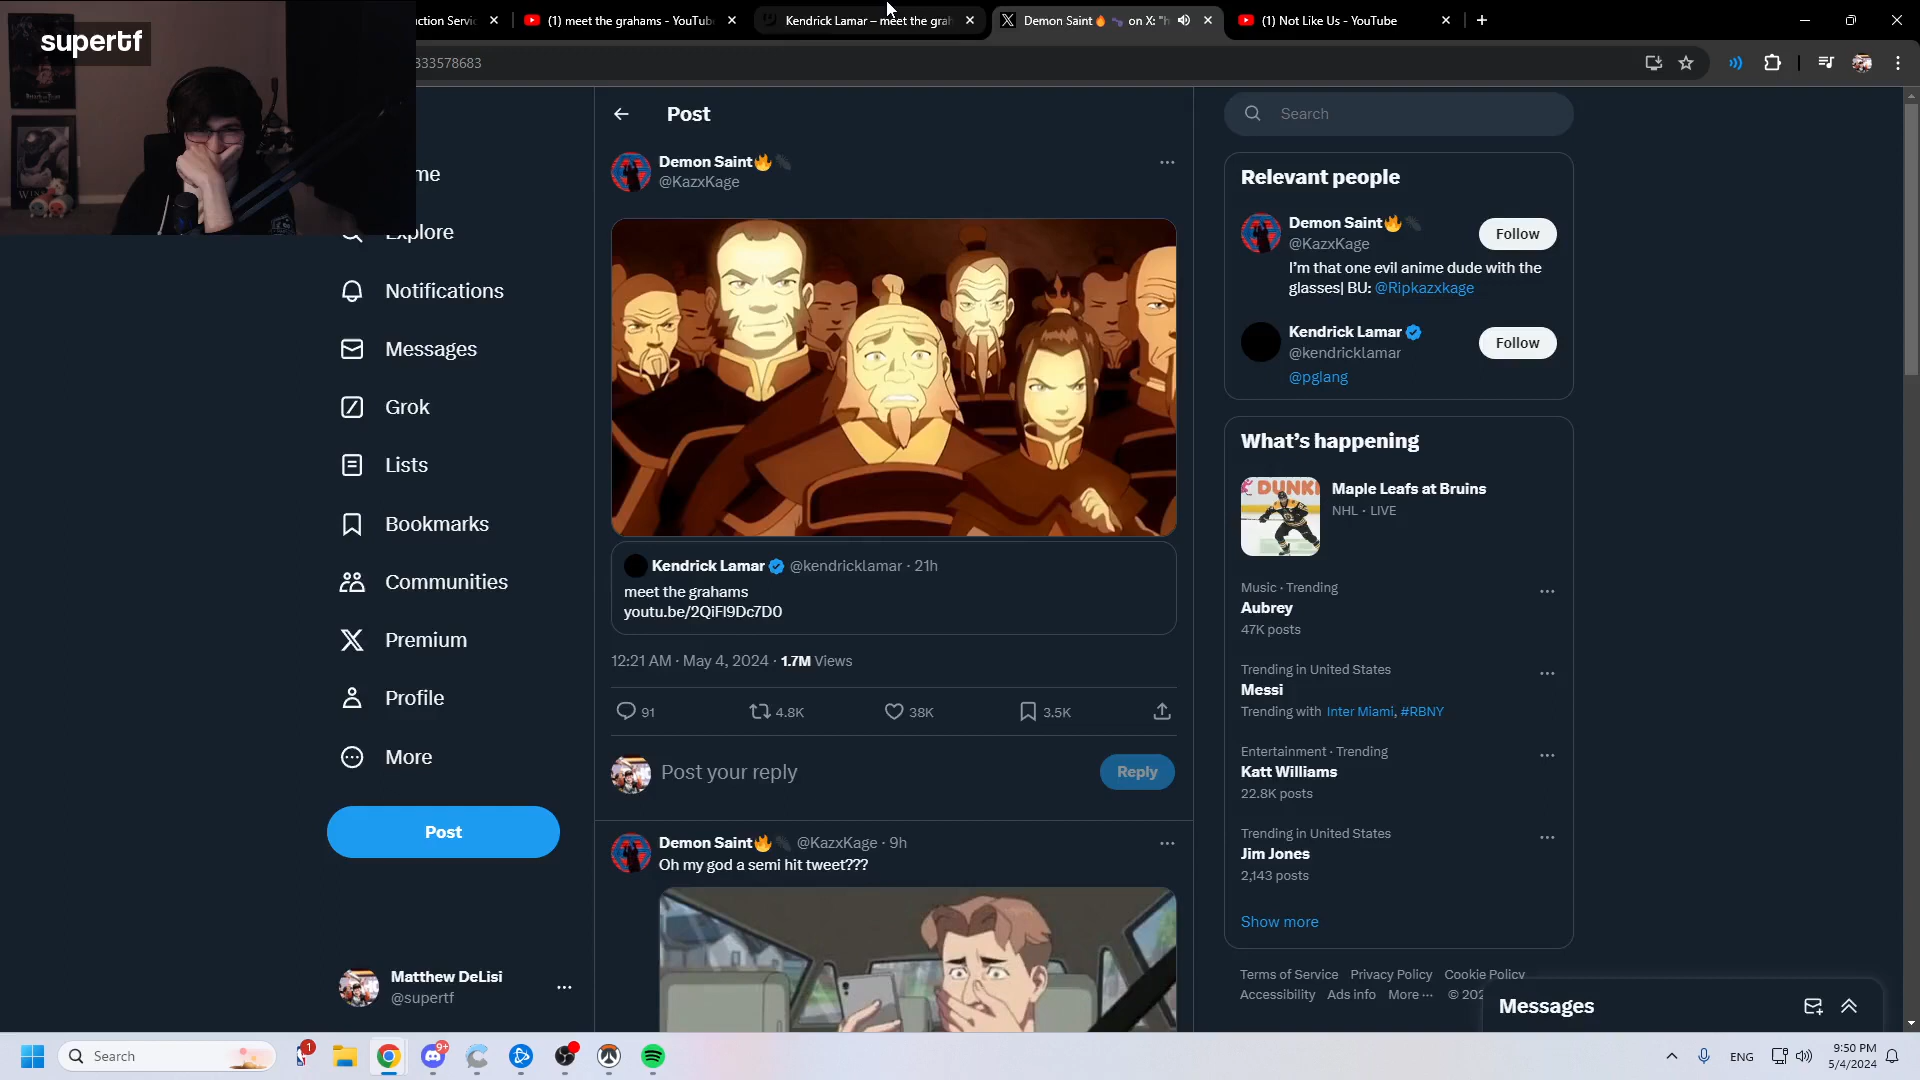 supertf
uction Servic
(1) meet the grahams - YouTube
Kendrick Lamar – meet the grah
Demon Saint🔥 on X: "h
(1) Not Like Us - YouTube
333578683
me
Explore
Notifications
Messages
Grok
Lists
Bookmarks
Communities
Premium
Profile
More
Post
Matthew DeLisi
@supertf
Post
Demon Saint🔥
@KazxKage
Kendrick Lamar @kendricklamar · 21h
meet the grahams
youtu.be/2QiFl9Dc7D0
12:21 AM · May 4, 2024 · 1.7M Views
91
4.8K
38K
3.5K
Post your reply
Reply
Demon Saint🔥 @KazxKage · 9h
Oh my god a semi hit tweet???
Search
Relevant people
Demon Saint🔥
@KazxKage
Follow
I'm that one evil anime dude with the
glasses| BU: @Ripkazxkage
Kendrick Lamar
@kendricklamar
Follow
@pglang
What's happening
DUNKI
Maple Leafs at Bruins
NHL · LIVE
Music · Trending
Aubrey
47K posts
Trending in United States
Messi
Trending with Inter Miami, #RBNY
Entertainment · Trending
Katt Williams
22.8K posts
Trending in United States
Jim Jones
2,143 posts
Show more
Terms of Service Privacy Policy Cookie Policy
Accessibility Ads info More ··· © 202
Messages
Search
1
9+
ENG
9:50 PM
5/4/2024